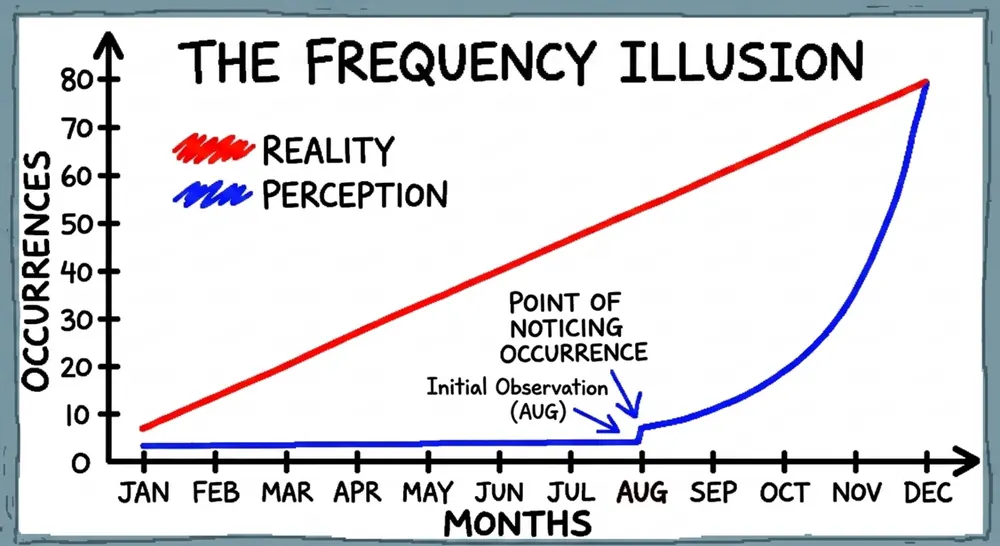 THE FREQUENCY ILLUSION
REALITY
PERCEPTION
OCCURRENCES
80
70
60
50
40
30
20
10
0
POINT OF
NOTICING
OCCURRENCE
Initial Observation
(AUG)
JAN FEB MAR APR MAY JUN JUL AUG SEP OCT NOV DEC
MONTHS